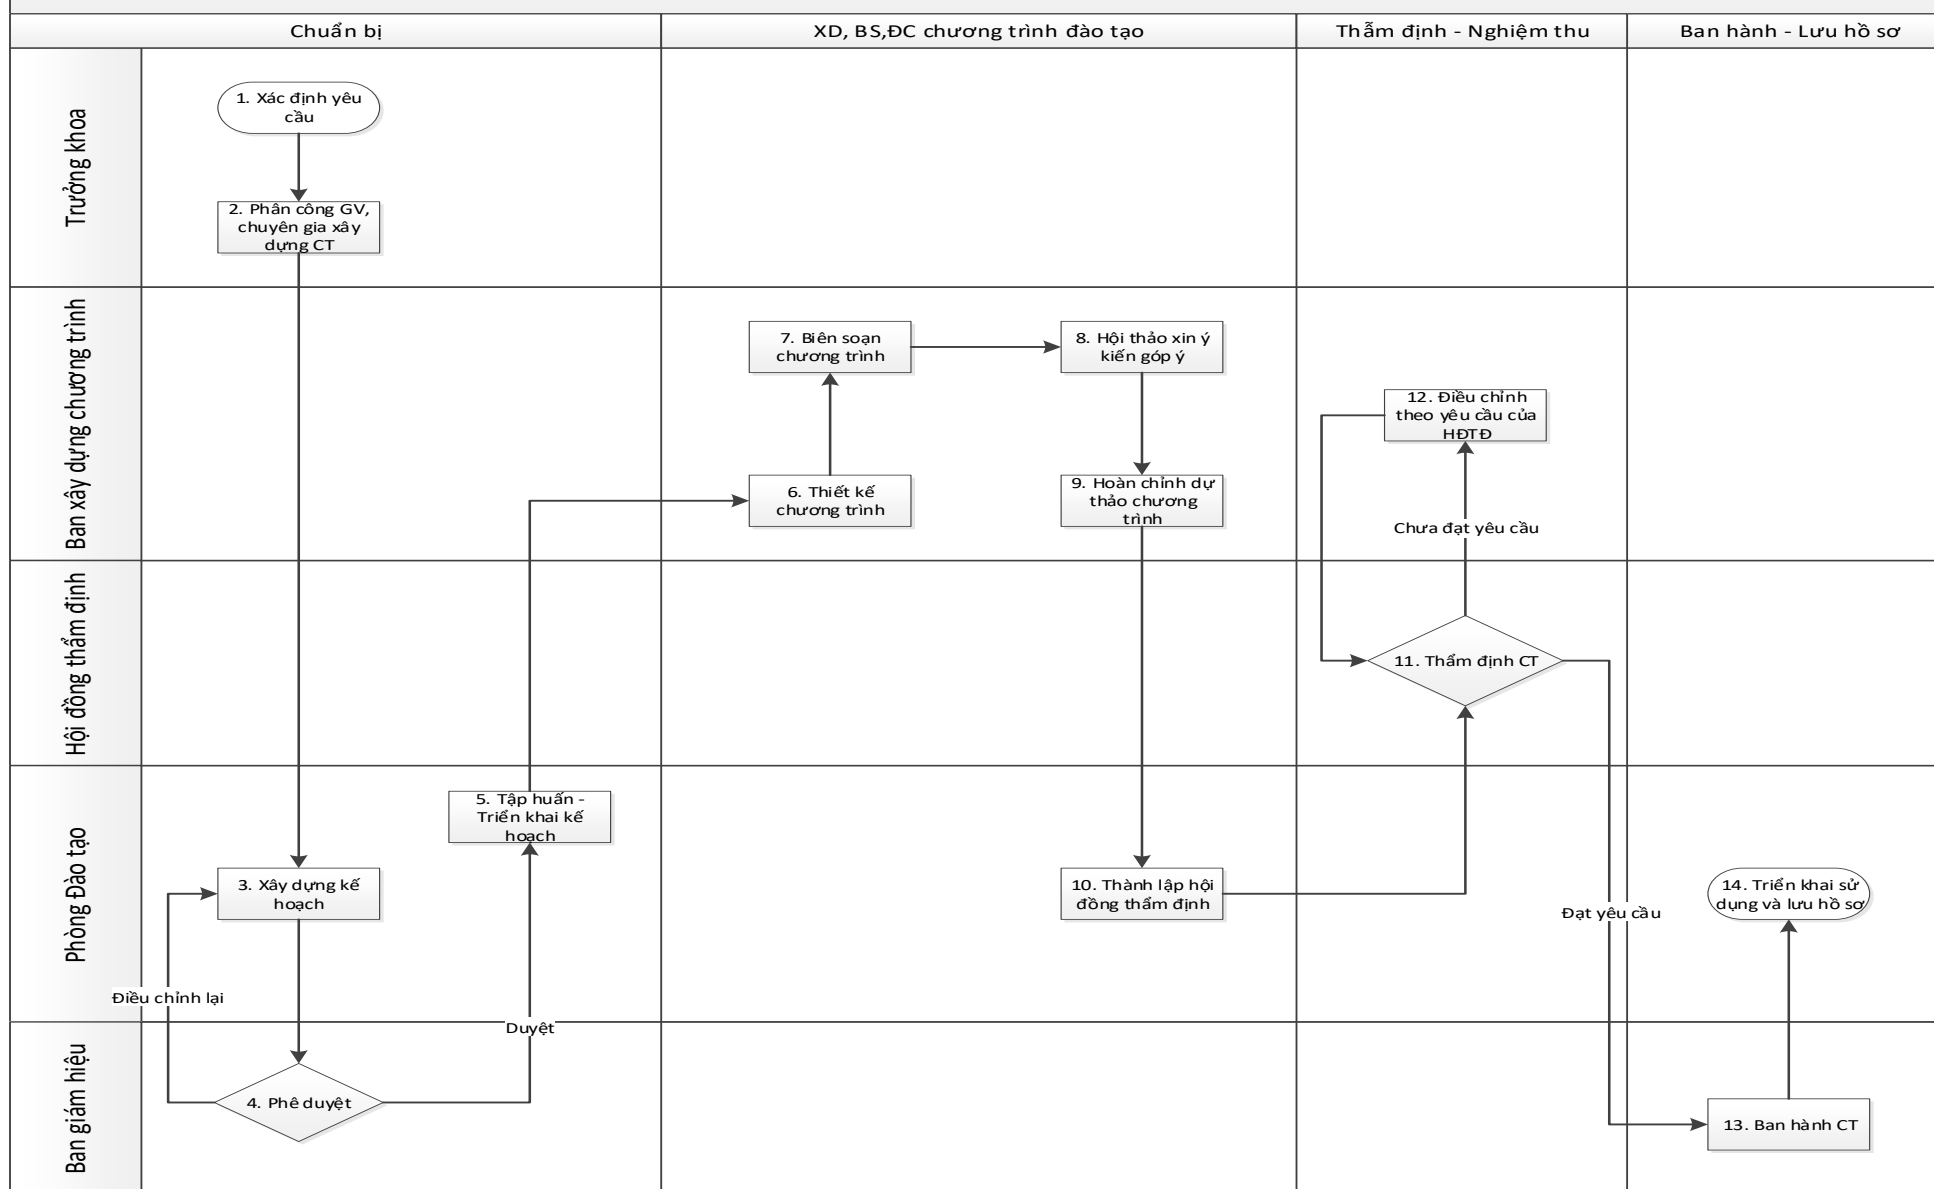 Chuẩn bị
XD, BS,ĐC chương trình đào tạo
Thẩm định - Nghiệm thu
Ban hành - Lưu hồ sơ
Trưởng khoa
1. Xác định yêu
cầu
2. Phân công GV,
chuyên gia xây
dựng CT
Ban xây dựng chương trình
7. Biên soạn
chương trình
8. Hội thảo xin ý
kiến góp ý
6. Thiết kế
chương trình
9. Hoàn chỉnh dự
thảo chương
trình
12. Điều chỉnh
theo yêu cầu của
HĐTĐ
Chưa đạt yêu cầu
Hội đồng thẩm định
11. Thẩm định CT
Phòng Đào tạo
5. Tập huấn -
Triển khai kế
hoạch
3. Xây dựng kế
hoạch
10. Thành lập hội
đồng thẩm định
14. Triển khai sử
dụng và lưu hồ sơ
Đạt yêu cầu
Điều chỉnh lại
Duyệt
Ban giám hiệu
4. Phê duyệt
13. Ban hành CT